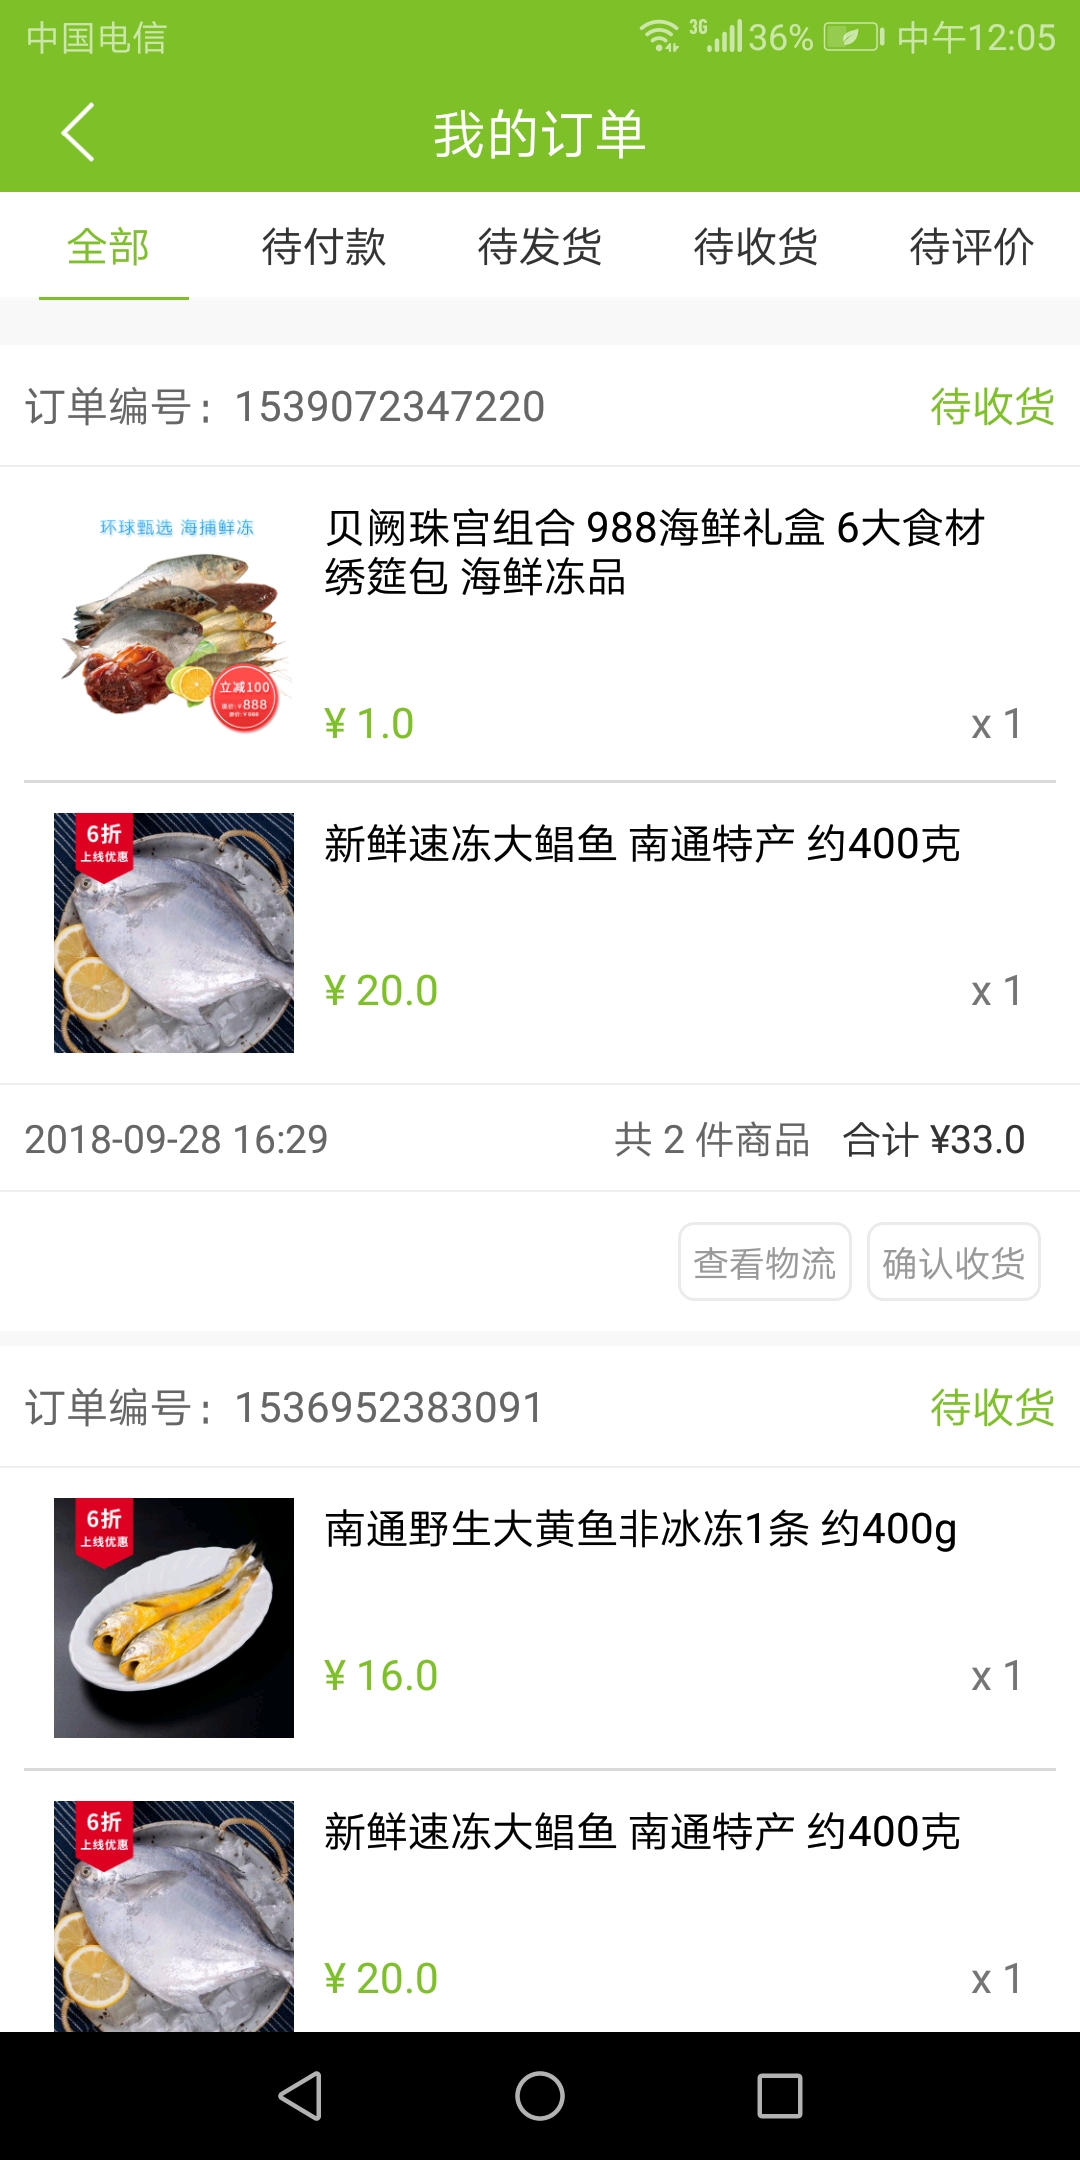 中国电信
3G 36% 中午12:05
我的订单
全部 待付款 待发货 待收货 待评价
订单编号：1539072347220 待收货
环球甄选 海捕鲜冻
立减100
888
贝阙珠宫组合 988海鲜礼盒 6大食材
绣筵包 海鲜冻品
¥ 1.0 x 1
6折
上线优惠
新鲜速冻大鲳鱼 南通特产 约400克
¥ 20.0 x 1
2018-09-28 16:29 共 2 件商品 合计 ¥33.0
查看物流 确认收货
订单编号：1536952383091 待收货
6折
上线优惠
南通野生大黄鱼非冰冻1条 约400g
¥ 16.0 x 1
6折
上线优惠
新鲜速冻大鲳鱼 南通特产 约400克
¥ 20.0 x 1